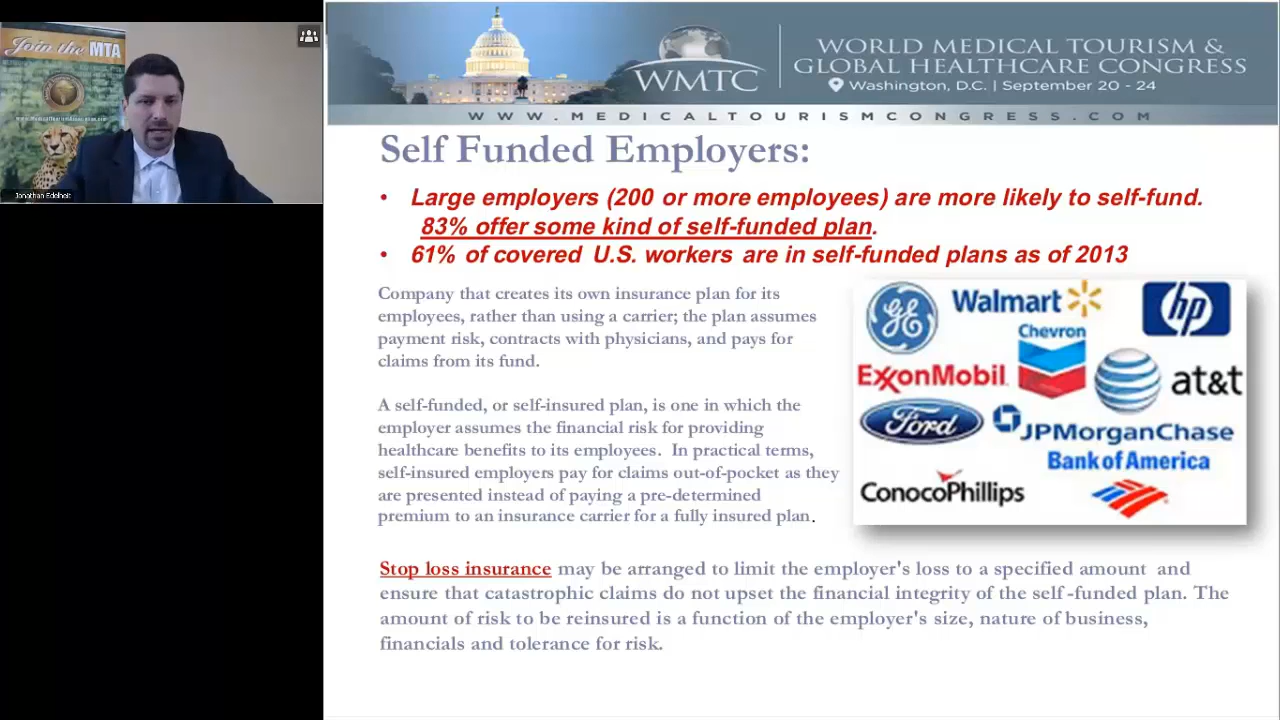 Join the MTA
Jonathan Edelheit
WMTC
WORLD MEDICAL TOURISM &
GLOBAL HEALTHCARE CONGRESS
Washington, D.C. | September 20 - 24
WWW.MEDICALTOURISMCONGRESS.COM
Self Funded Employers:
• Large employers (200 or more employees) are more likely to self-fund.
83% offer some kind of self-funded plan.
• 61% of covered U.S. workers are in self-funded plans as of 2013
Company that creates its own insurance plan for its
employees, rather than using a carrier; the plan assumes
payment risk, contracts with physicians, and pays for
claims from its fund.
A self-funded, or self-insured plan, is one in which the
employer assumes the financial risk for providing
healthcare benefits to its employees. In practical terms,
self-insured employers pay for claims out-of-pocket as they
are presented instead of paying a pre-determined
premium to an insurance carrier for a fully insured plan.
GE
Walmart
hp
Chevron
ExxonMobil
at&t
Ford
JPMorganChase
Bank of America
ConocoPhillips
Stop loss insurance may be arranged to limit the employer's loss to a specified amount and
ensure that catastrophic claims do not upset the financial integrity of the self-funded plan. The
amount of risk to be reinsured is a function of the employer's size, nature of business,
financials and tolerance for risk.